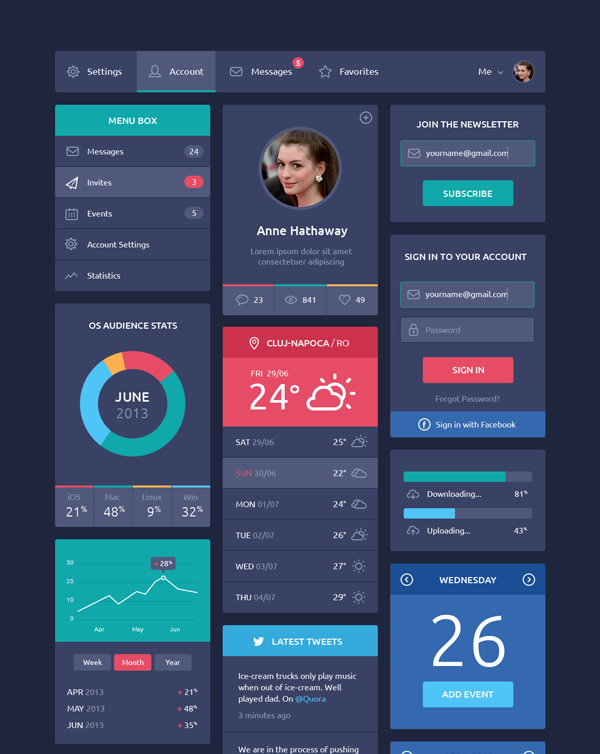 Settings
Account
Messages
5
Favorites
Me
MENU BOX
Messages 24
Invites 3
Events 5
Account Settings
Statistics
OS AUDIENCE STATS
JUNE
2013
iOS Mac Linux Win
21% 48% 9% 32%
+ 28%
30
20
10
0
Apr May Jun
Week Month Year
APR 2013 + 21%
MAY 2013 + 48%
JUN 2013 + 35%
Anne Hathaway
Lorem ipsum dolor sit amet
consectetuer adipiscing
23 841 49
CLUJ-NAPOCA / RO
FRI 29/06
24°
SAT 29/06 25°
SUN 30/06 22°
MON 01/07 24°
TUE 02/07 26°
WED 03/07 27°
THU 04/07 29°
LATEST TWEETS
Ice-cream trucks only play music
when out of ice-cream. Well
played dad. On @Quora
3 minutes ago
We are in the process of pushing
JOIN THE NEWSLETTER
yourname@gmail.com
SUBSCRIBE
SIGN IN TO YOUR ACCOUNT
yourname@gmail.com
Password
SIGN IN
Forgot Password?
f Sign in with Facebook
Downloading... 81%
Uploading... 43%
WEDNESDAY
26
ADD EVENT